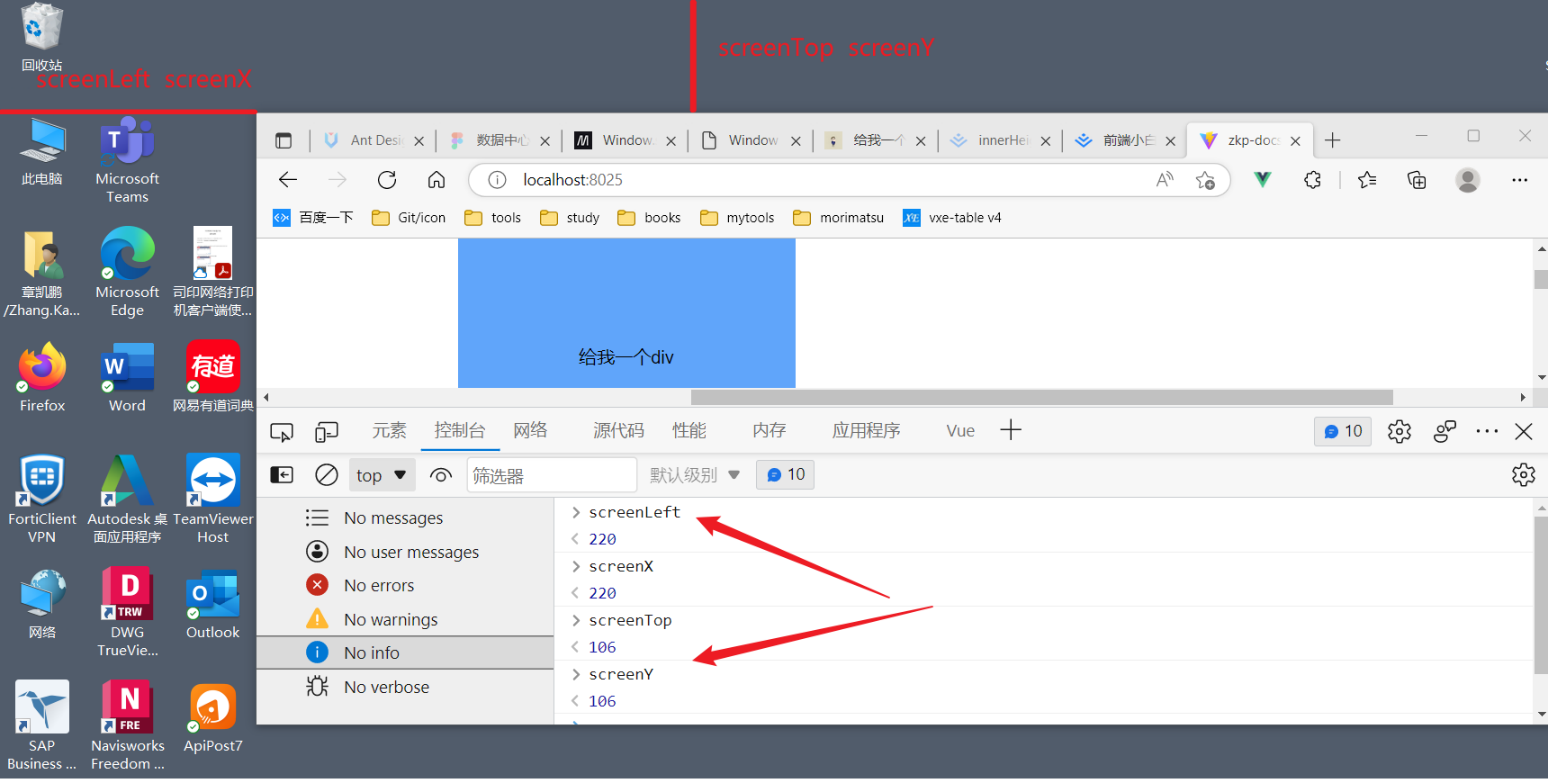 回收站
screenLeft screenX
screenTop screenY
此电脑
Microsoft
Teams
章凯鹏
/Zhang.Ka...
Microsoft
Edge
司印网络打印
机客户端使...
Firefox
Word
有道
网易有道词典
FortiClient
VPN
Autodesk 桌
面应用程序
TeamViewer
Host
网络
D
TRW
DWG
TrueVie...
Outlook
SAP
Business ...
N
FRE
Navisworks
Freedom ...
ApiPost7
Ant Desi
数据中心
Window.
Window
给我一个
innerHei
前端小白
zkp-docs
localhost:8025
百度一下
Git/icon
tools
study
books
mytools
morimatsu
vxe-table v4
给我一个div
元素 控制台 网络 源代码 性能 内存 应用程序 Vue
10
top
筛选器
默认级别
10
No messages
No user messages
No errors
No warnings
No info
No verbose
screenLeft
220
screenX
220
screenTop
106
screenY
106